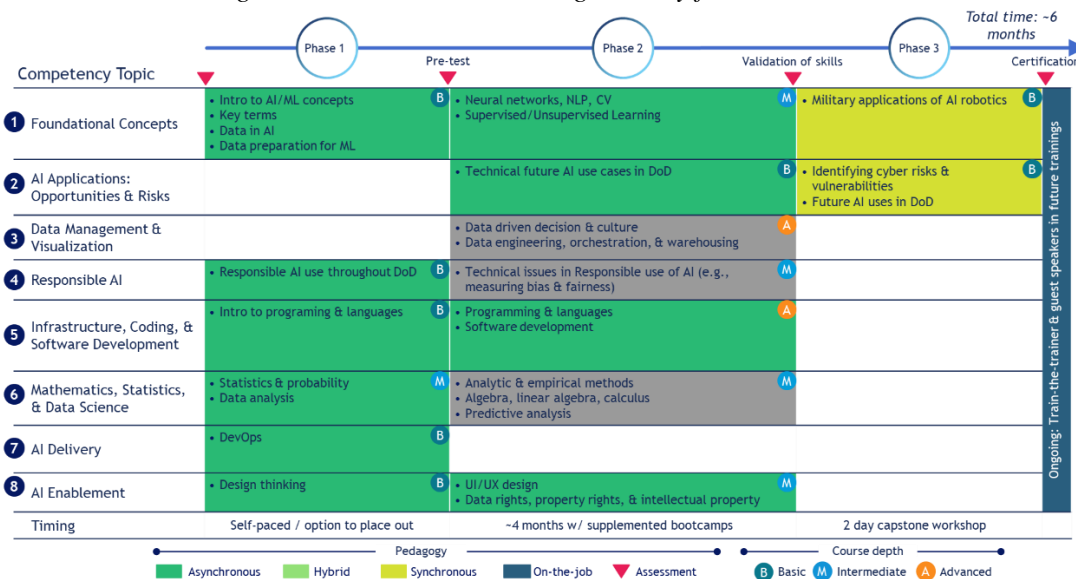 Total time: ~6
months
Phase 1
Phase 2
Phase 3
Competency Topic
Pre-test
Validation of skills
Certification
1 Foundational Concepts
• Intro to AI/ML concepts
• Key terms
• Data in AI
• Data preparation for ML
B
• Neural networks, NLP, CV
• Supervised/Unsupervised Learning
M
• Military applications of AI robotics
B
2 AI Applications:
Opportunities & Risks
• Technical future AI use cases in DoD
B
• Identifying cyber risks &
vulnerabilities
• Future AI uses in DoD
B
3 Data Management &
Visualization
• Data driven decision & culture
• Data engineering, orchestration, & warehousing
A
4 Responsible AI
• Responsible AI use throughout DoD
B
• Technical issues in Responsible use of AI (e.g.,
measuring bias & fairness)
M
5 Infrastructure, Coding, &
Software Development
• Intro to programing & languages
B
• Programming & languages
• Software development
A
6 Mathematics, Statistics,
& Data Science
• Statistics & probability
• Data analysis
M
• Analytic & empirical methods
• Algebra, linear algebra, calculus
• Predictive analysis
M
7 AI Delivery
• DevOps
B
8 AI Enablement
• Design thinking
B
• UI/UX design
• Data rights, property rights, & intellectual property
M
Ongoing: Train-the-trainer & guest speakers in future trainings
Timing
Self-paced / option to place out
~4 months w/ supplemented bootcamps
2 day capstone workshop
Pedagogy
Course depth
Asynchronous
Hybrid
Synchronous
On-the-job
Assessment
B Basic
M Intermediate
A Advanced